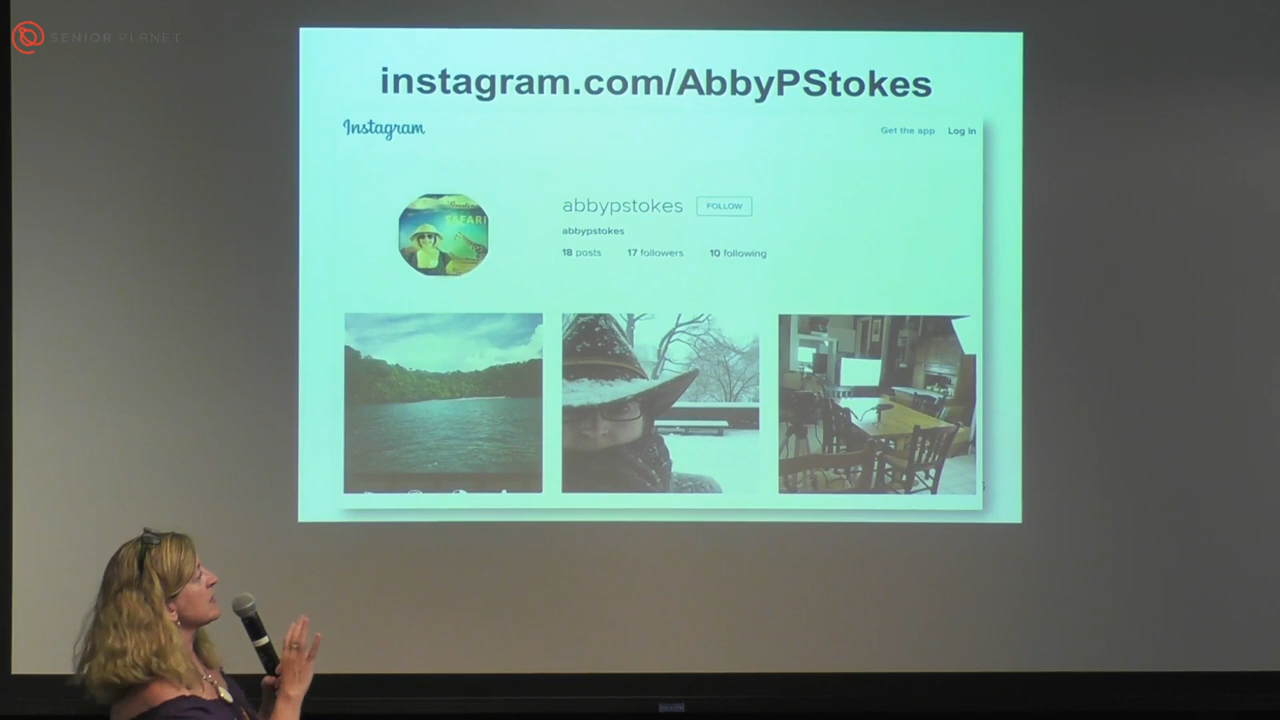 SENIOR PLANET
instagram.com/AbbyPStokes
Instagram
Get the app Log in
SAFARI
abbypstokes FOLLOW
abbypstokes
18 posts 17 followers 10 following